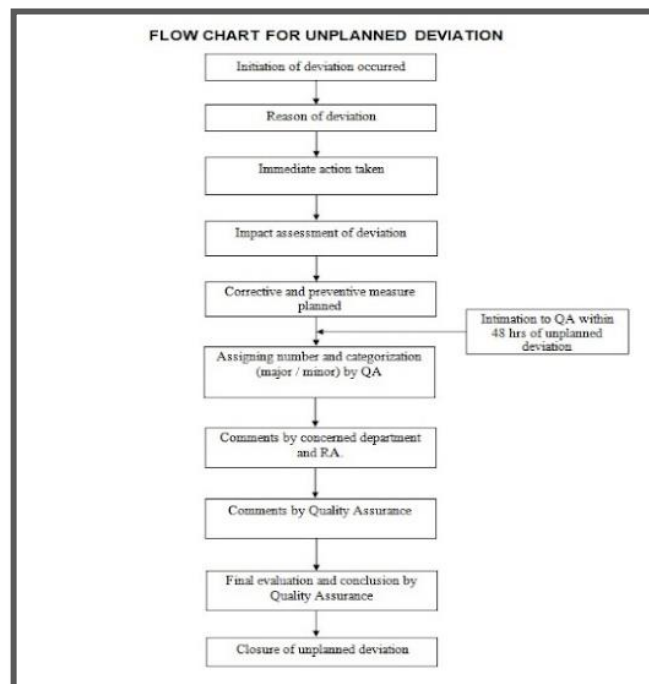 FLOW CHART FOR UNPLANNED DEVIATION
Initiation of deviation occurred
Reason of deviation
Immediate action taken
Impact assessment of deviation
Corrective and preventive measure
planned
Intimation to QA within
48 hrs of unplanned
deviation
Assigning number and categorization
(major / minor) by QA
Comments by concerned department
and RA.
Comments by Quality Assurance
Final evaluation and conclusion by
Quality Assurance
Closure of unplanned deviation